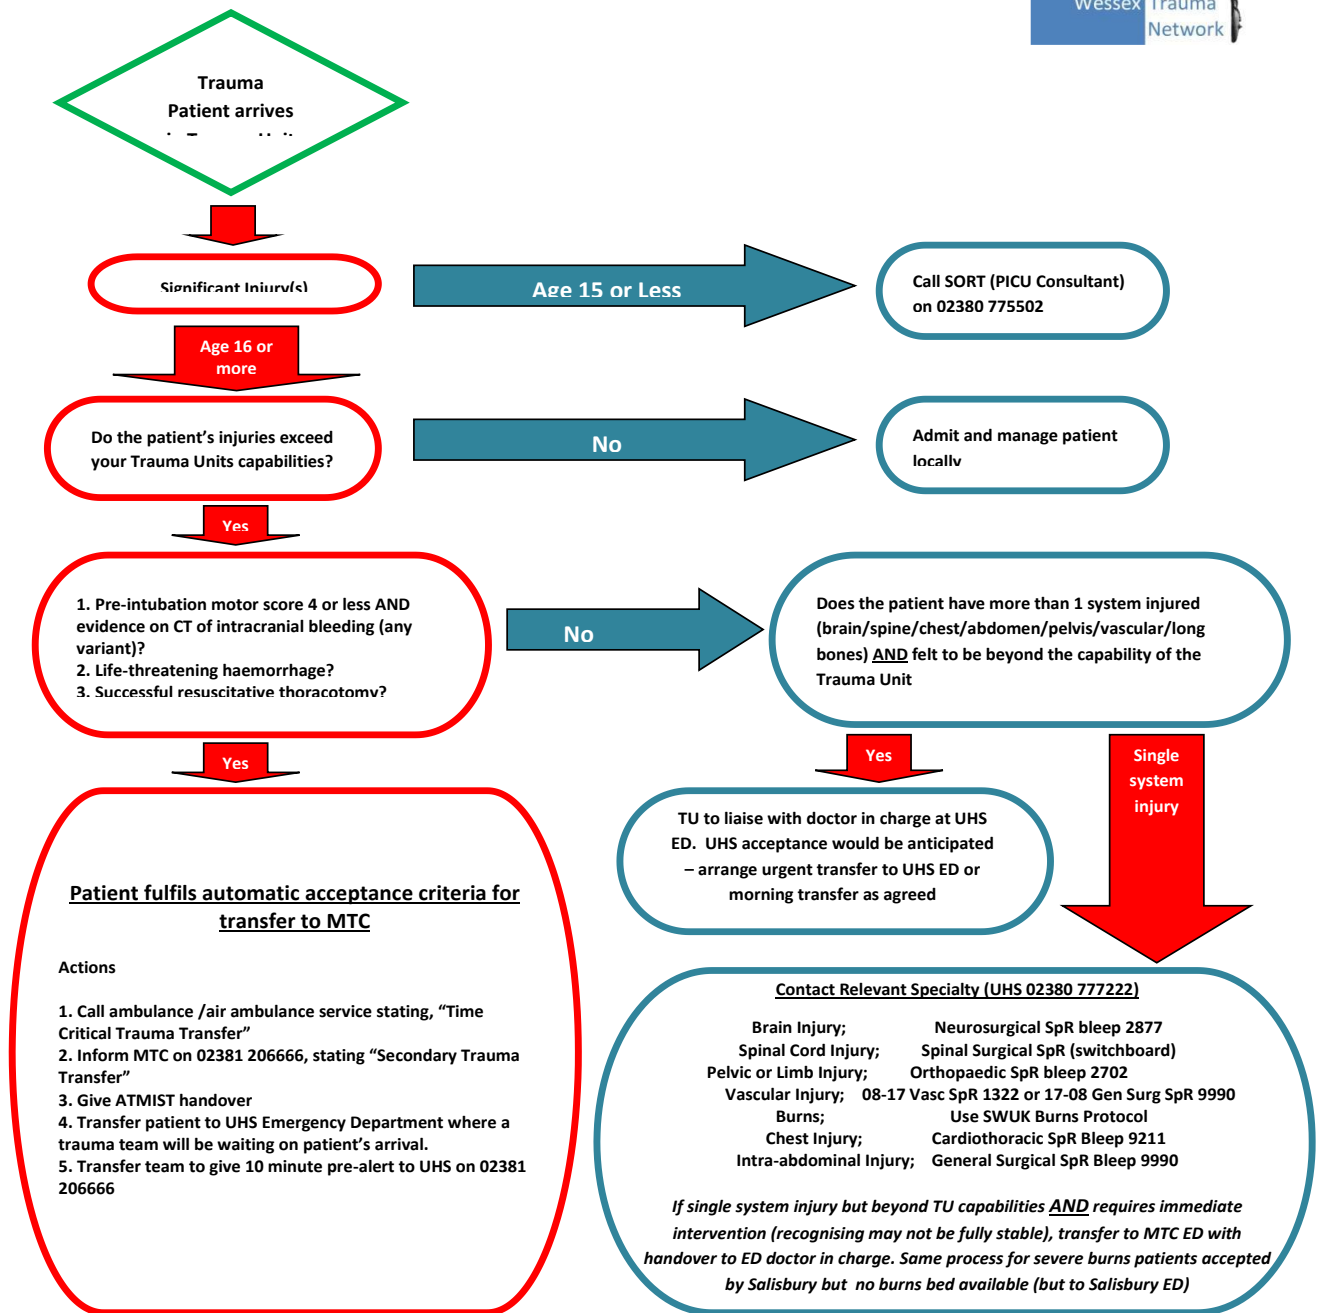 Wessex Trauma
Network
Trauma
Patient arrives
Significant Injury(s)
Age 15 or Less
Call SORT (PICU Consultant)
on 02380 775502
Age 16 or
more
Do the patient's injuries exceed
your Trauma Units capabilities?
No
Admit and manage patient
locally
Yes
1. Pre-intubation motor score 4 or less AND
evidence on CT of intracranial bleeding (any
variant)?
2. Life-threatening haemorrhage?
3. Successful resuscitative thoracotomy?
No
Does the patient have more than 1 system injured
(brain/spine/chest/abdomen/pelvis/vascular/long
bones) AND felt to be beyond the capability of the
Trauma Unit
Yes
Yes
Single
system
injury
TU to liaise with doctor in charge at UHS
ED. UHS acceptance would be anticipated
– arrange urgent transfer to UHS ED or
morning transfer as agreed
Patient fulfils automatic acceptance criteria for
transfer to MTC
Actions
1. Call ambulance /air ambulance service stating, "Time
Critical Trauma Transfer"
2. Inform MTC on 02381 206666, stating "Secondary Trauma
Transfer"
3. Give ATMIST handover
4. Transfer patient to UHS Emergency Department where a
trauma team will be waiting on patient's arrival.
5. Transfer team to give 10 minute pre-alert to UHS on 02381
206666
Contact Relevant Specialty (UHS 02380 777222)
Brain Injury; Neurosurgical SpR bleep 2877
Spinal Cord Injury; Spinal Surgical SpR (switchboard)
Pelvic or Limb Injury; Orthopaedic SpR bleep 2702
Vascular Injury; 08-17 Vasc SpR 1322 or 17-08 Gen Surg SpR 9990
Burns; Use SWUK Burns Protocol
Chest Injury; Cardiothoracic SpR Bleep 9211
Intra-abdominal Injury; General Surgical SpR Bleep 9990
If single system injury but beyond TU capabilities AND requires immediate
intervention (recognising may not be fully stable), transfer to MTC ED with
handover to ED doctor in charge. Same process for severe burns patients accepted
by Salisbury but no burns bed available (but to Salisbury ED)